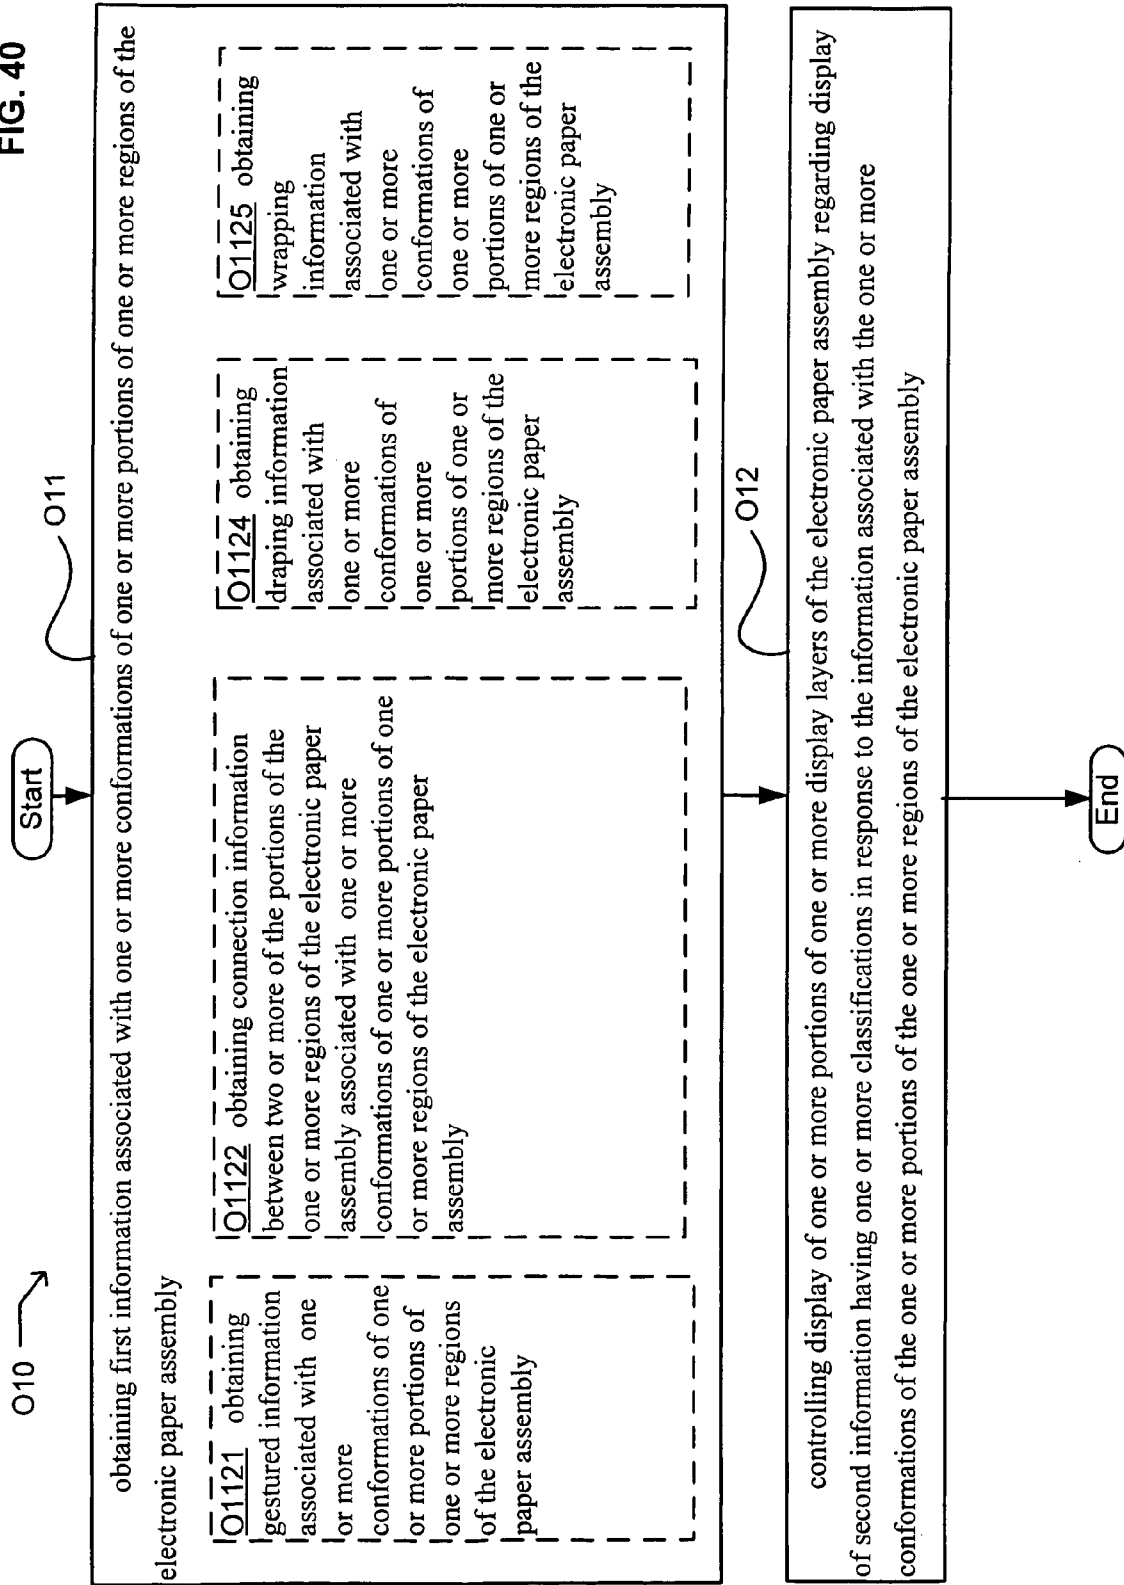 FIG. 40
O10
Start
O11
obtaining first information associated with one or more conformations of one or more portions of one or more regions of the
electronic paper assembly
O1121 obtaining
gestured information
associated with one
or more
conformations of one
or more portions of
one or more regions
of the electronic
paper assembly
O1122 obtaining connection information
between two or more of the portions of the
one or more regions of the electronic paper
assembly associated with one or more
conformations of one or more portions of one
or more regions of the electronic paper
assembly
O1124 obtaining
draping information
associated with
one or more
conformations of
one or more
portions of one or
more regions of the
electronic paper
assembly
O1125 obtaining
wrapping
information
associated with
one or more
conformations of
one or more
portions of one or
more regions of the
electronic paper
assembly
O12
controlling display of one or more portions of one or more display layers of the electronic paper assembly regarding display
of second information having one or more classifications in response to the information associated with the one or more
conformations of the one or more portions of the one or more regions of the electronic paper assembly
End